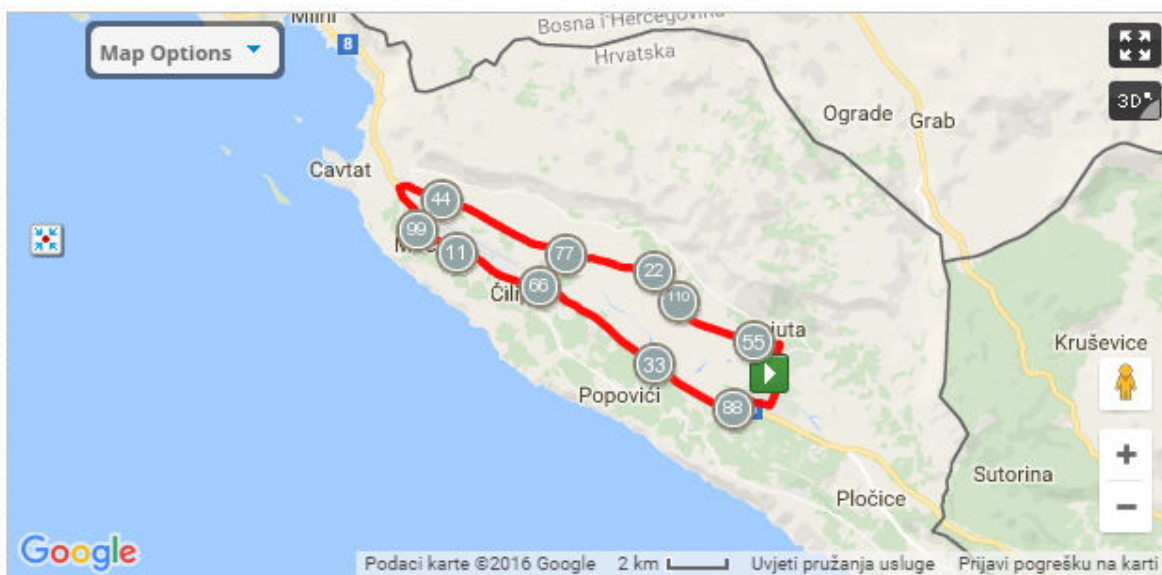 Mlini
Bosna i Hercegovina
8
Map Options
Hrvatska
3D
Ograde
Grab
Cavtat
44
99
11
77
22
66
110
55
Kruševice
33
Popovići
88
Sutorina
Pločice
Google
Podaci karte ©2016 Google 2 km Uvjeti pružanja usluge Prijavi pogrešku na karti